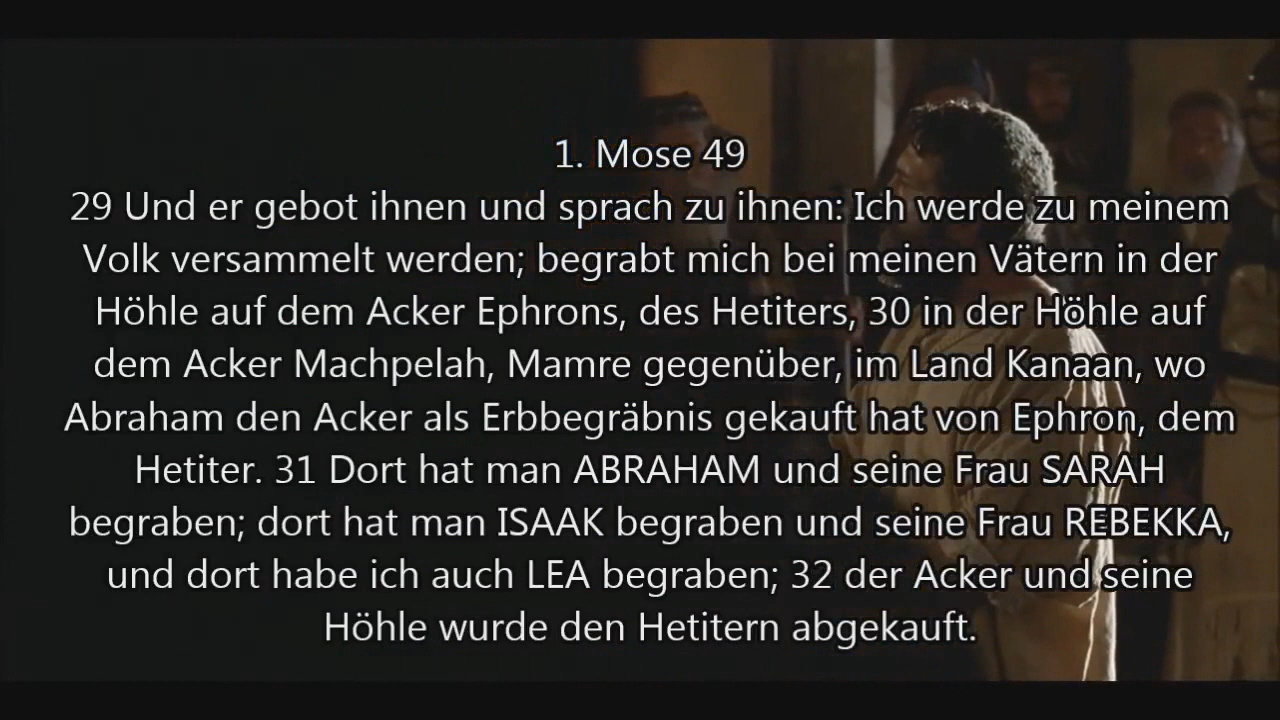 1. Mose 49
29 Und er gebot ihnen und sprach zu ihnen: Ich werde zu meinem
Volk versammelt werden; begrabt mich bei meinen Vätern in der
Höhle auf dem Acker Ephrons, des Hetiters, 30 in der Höhle auf
dem Acker Machpelah, Mamre gegenüber, im Land Kanaan, wo
Abraham den Acker als Erbbegräbnis gekauft hat von Ephron, dem
Hetiter. 31 Dort hat man ABRAHAM und seine Frau SARAH
begraben; dort hat man ISAAK begraben und seine Frau REBEKKA,
und dort habe ich auch LEA begraben; 32 der Acker und seine
Höhle wurde den Hetitern abgekauft.